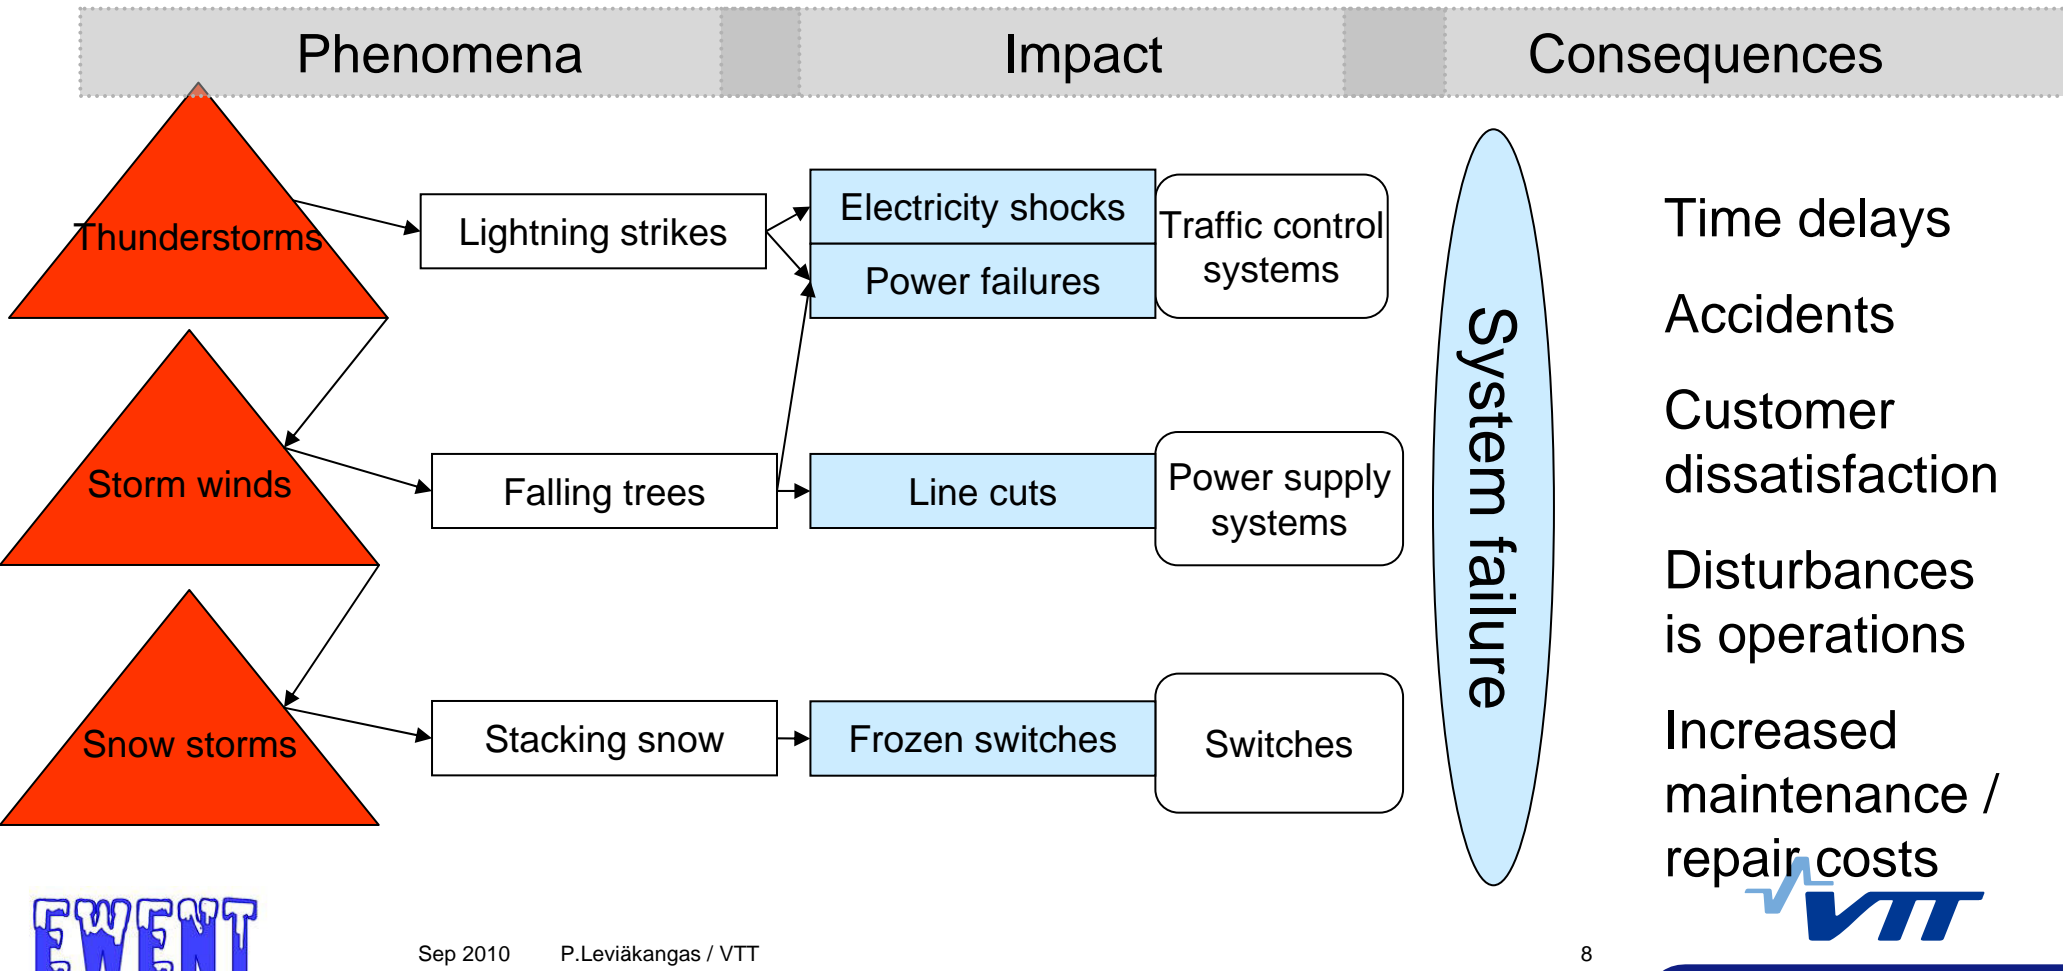 Phenomena
Impact
Consequences
Thunderstorms
Lightning strikes
Electricity shocks
Power failures
Traffic control
systems
Storm winds
Falling trees
Line cuts
Power supply
systems
Snow storms
Stacking snow
Frozen switches
Switches
System failure
Time delays
Accidents
Customer
dissatisfaction
Disturbances
is operations
Increased
maintenance /
repair costs
EWENT
Sep 2010
P.Leviäkangas / VTT
8
VTT